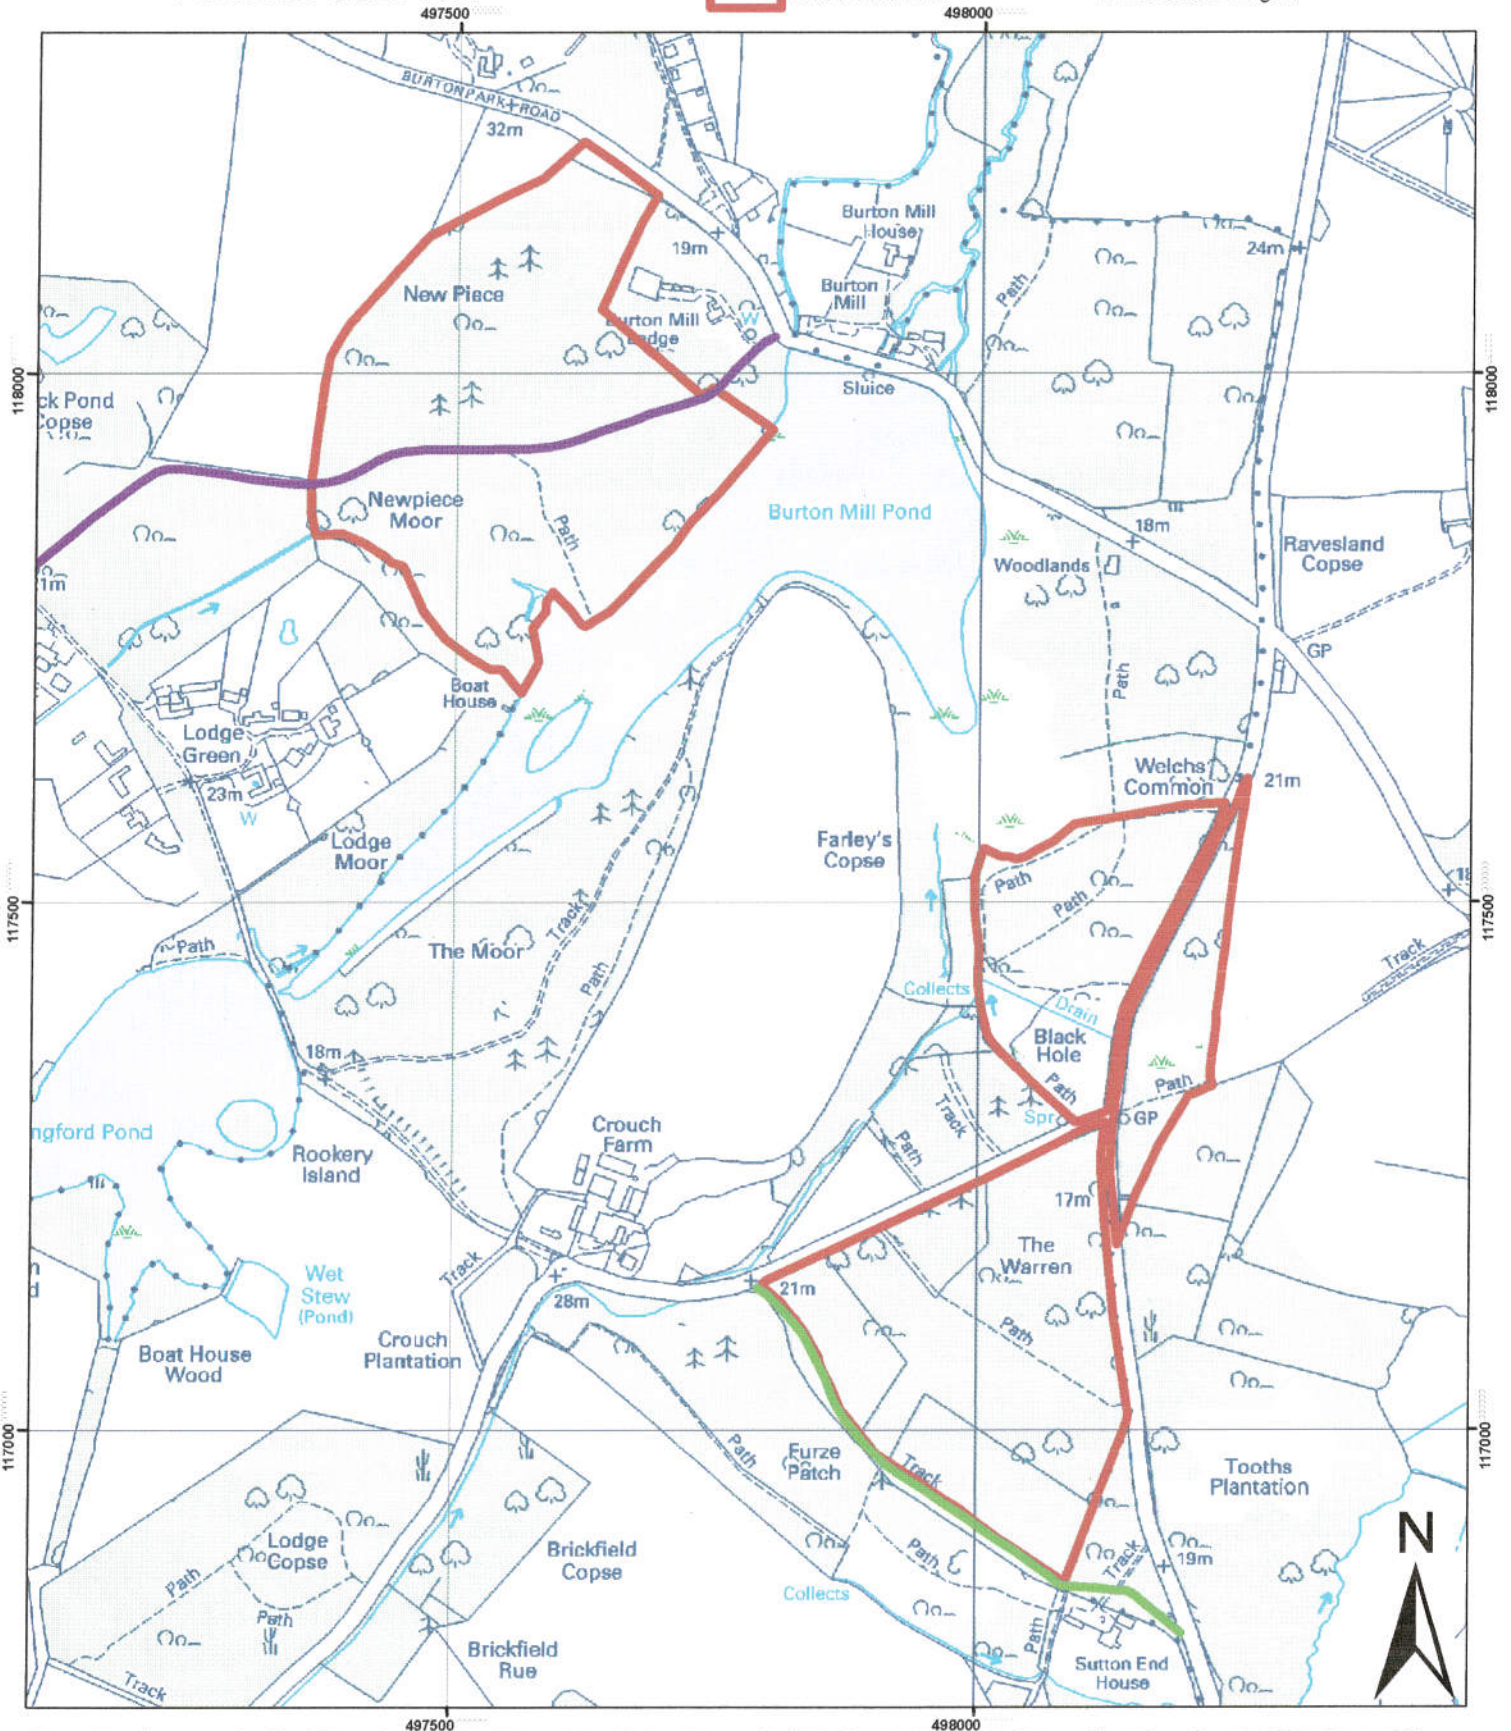 497500
498000
BURTON PARK ROAD
32m
Burton Mill
House
19m
24m
Path
New Piece
Burton Mill
Burton Mill
Lodge
W
118000
118000
Sluice
ck Pond
Copse
Newpiece
Moor
Burton Mill Pond
Path
18m
Ravesland
Copse
Woodlands
1m
GP
Path
Boat
House
Lodge
Green
Welchs
Common
21m
23m
W
Lodge
Moor
Farley's
Copse
18
Path
Path
117500
117500
Track
Path
The Moor
Track
Path
Collects
Drain
Black
Hole
18m
Path
Path
Track
Spr
GP
ngford Pond
Crouch
Farm
Path
Rookery
Island
17m
The
Warren
Track
Wet
Stew
(Pond)
28m
21m
Path
Crouch
Plantation
Boat House
Wood
117000
117000
Path
Furze
Patch
Track
Tooths
Plantation
N
Lodge
Copse
Brickfield
Copse
Path
Track
19m
Path
Collects
Path
Path
Brickfield
Rue
Sutton End
House
Track
497500
498000